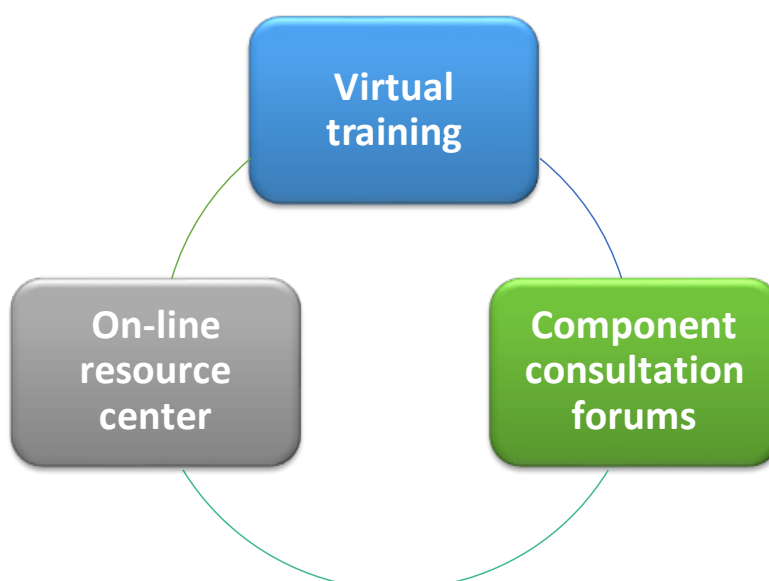 Virtual
training
On-line
resource
center
Component
consultation
forums